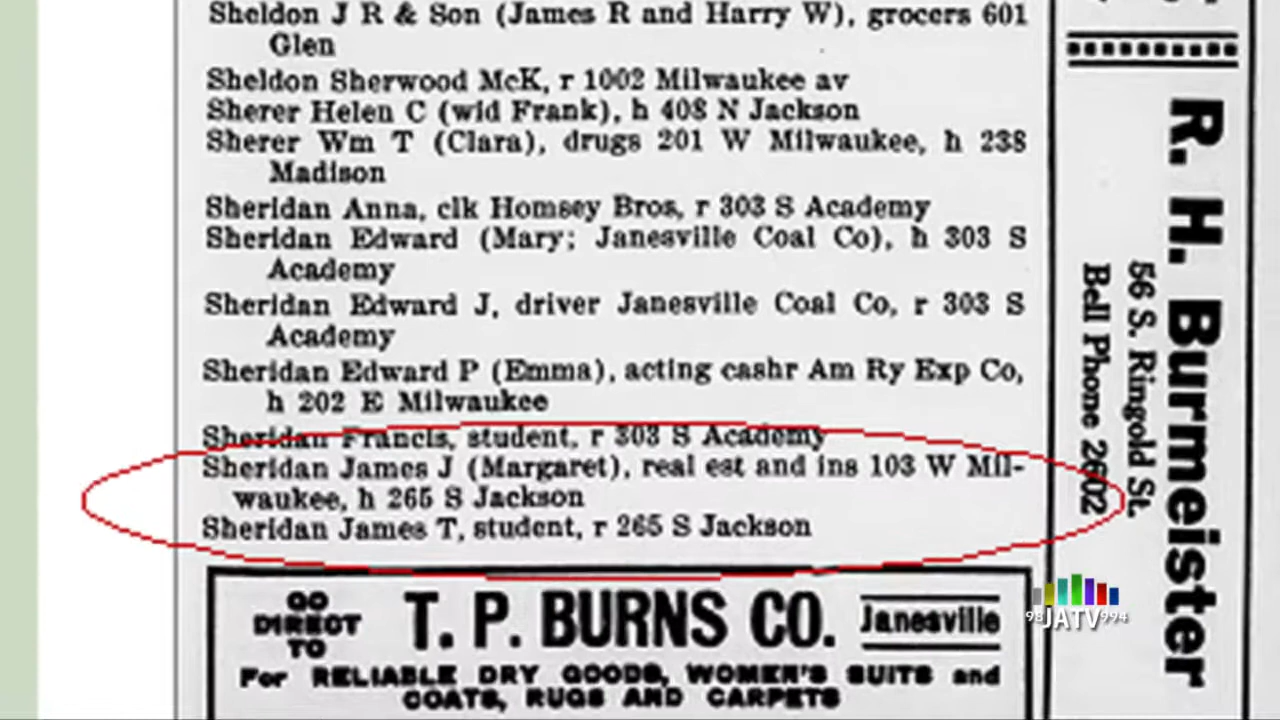 Sheldon J R & Son (James R and Harry W), grocers 601
Glen
Sheldon Sherwood McK, r 1002 Milwaukee av
Sherer Helen C (wid Frank), h 408 N Jackson
Sherer Wm T (Clara), drugs 201 W Milwaukee, h 238
Madison
Sheridan Anna, clk Homsey Bros, r 303 S Academy
Sheridan Edward (Mary; Janesville Coal Co), h 303 S
Academy
Sheridan Edward J, driver Janesville Coal Co, r 303 S
Academy
Sheridan Edward P (Emma), acting cashr Am Ry Exp Co,
h 202 E Milwaukee
Sheridan Francis, student, r 303 S Academy
Sheridan James J (Margaret), real est and ins 103 W Mil-
waukee, h 265 S Jackson
Sheridan James T, student, r 265 S Jackson
GO
DIRECT
TO
T. P. BURNS CO.
Janesville
For RELIABLE DRY GOODS, WOMEN'S SUITS and
COATS, RUGS AND CARPETS
R. H. Burmeister
56 S. Ringold St.
Bell Phone 2602
98 JATV 994